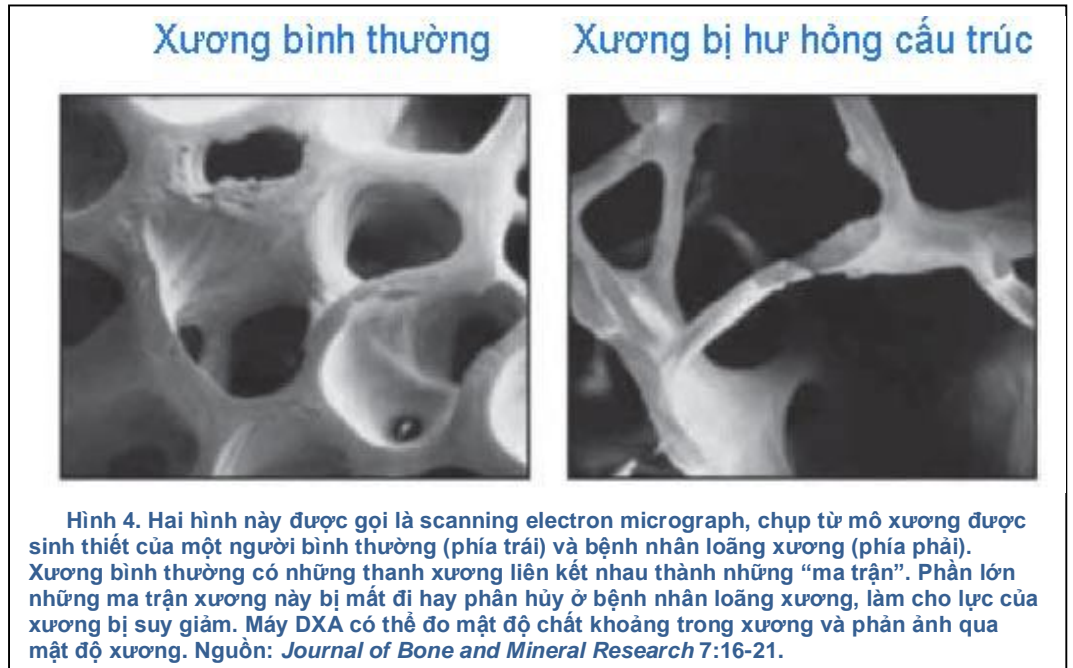 Xương bình thường
Xương bị hư hỏng cấu trúc
Hình 4. Hai hình này được gọi là scanning electron micrograph, chụp từ mô xương được
sinh thiết của một người bình thường (phía trái) và bệnh nhân loãng xương (phía phải).
Xương bình thường có những thanh xương liên kết nhau thành những “ma trận”. Phần lớn
những ma trận xương này bị mất đi hay phân hủy ở bệnh nhân loãng xương, làm cho lực của
xương bị suy giảm. Máy DXA có thể đo mật độ chất khoảng trong xương và phản ảnh qua
mật độ xương. Nguồn: Journal of Bone and Mineral Research 7:16-21.